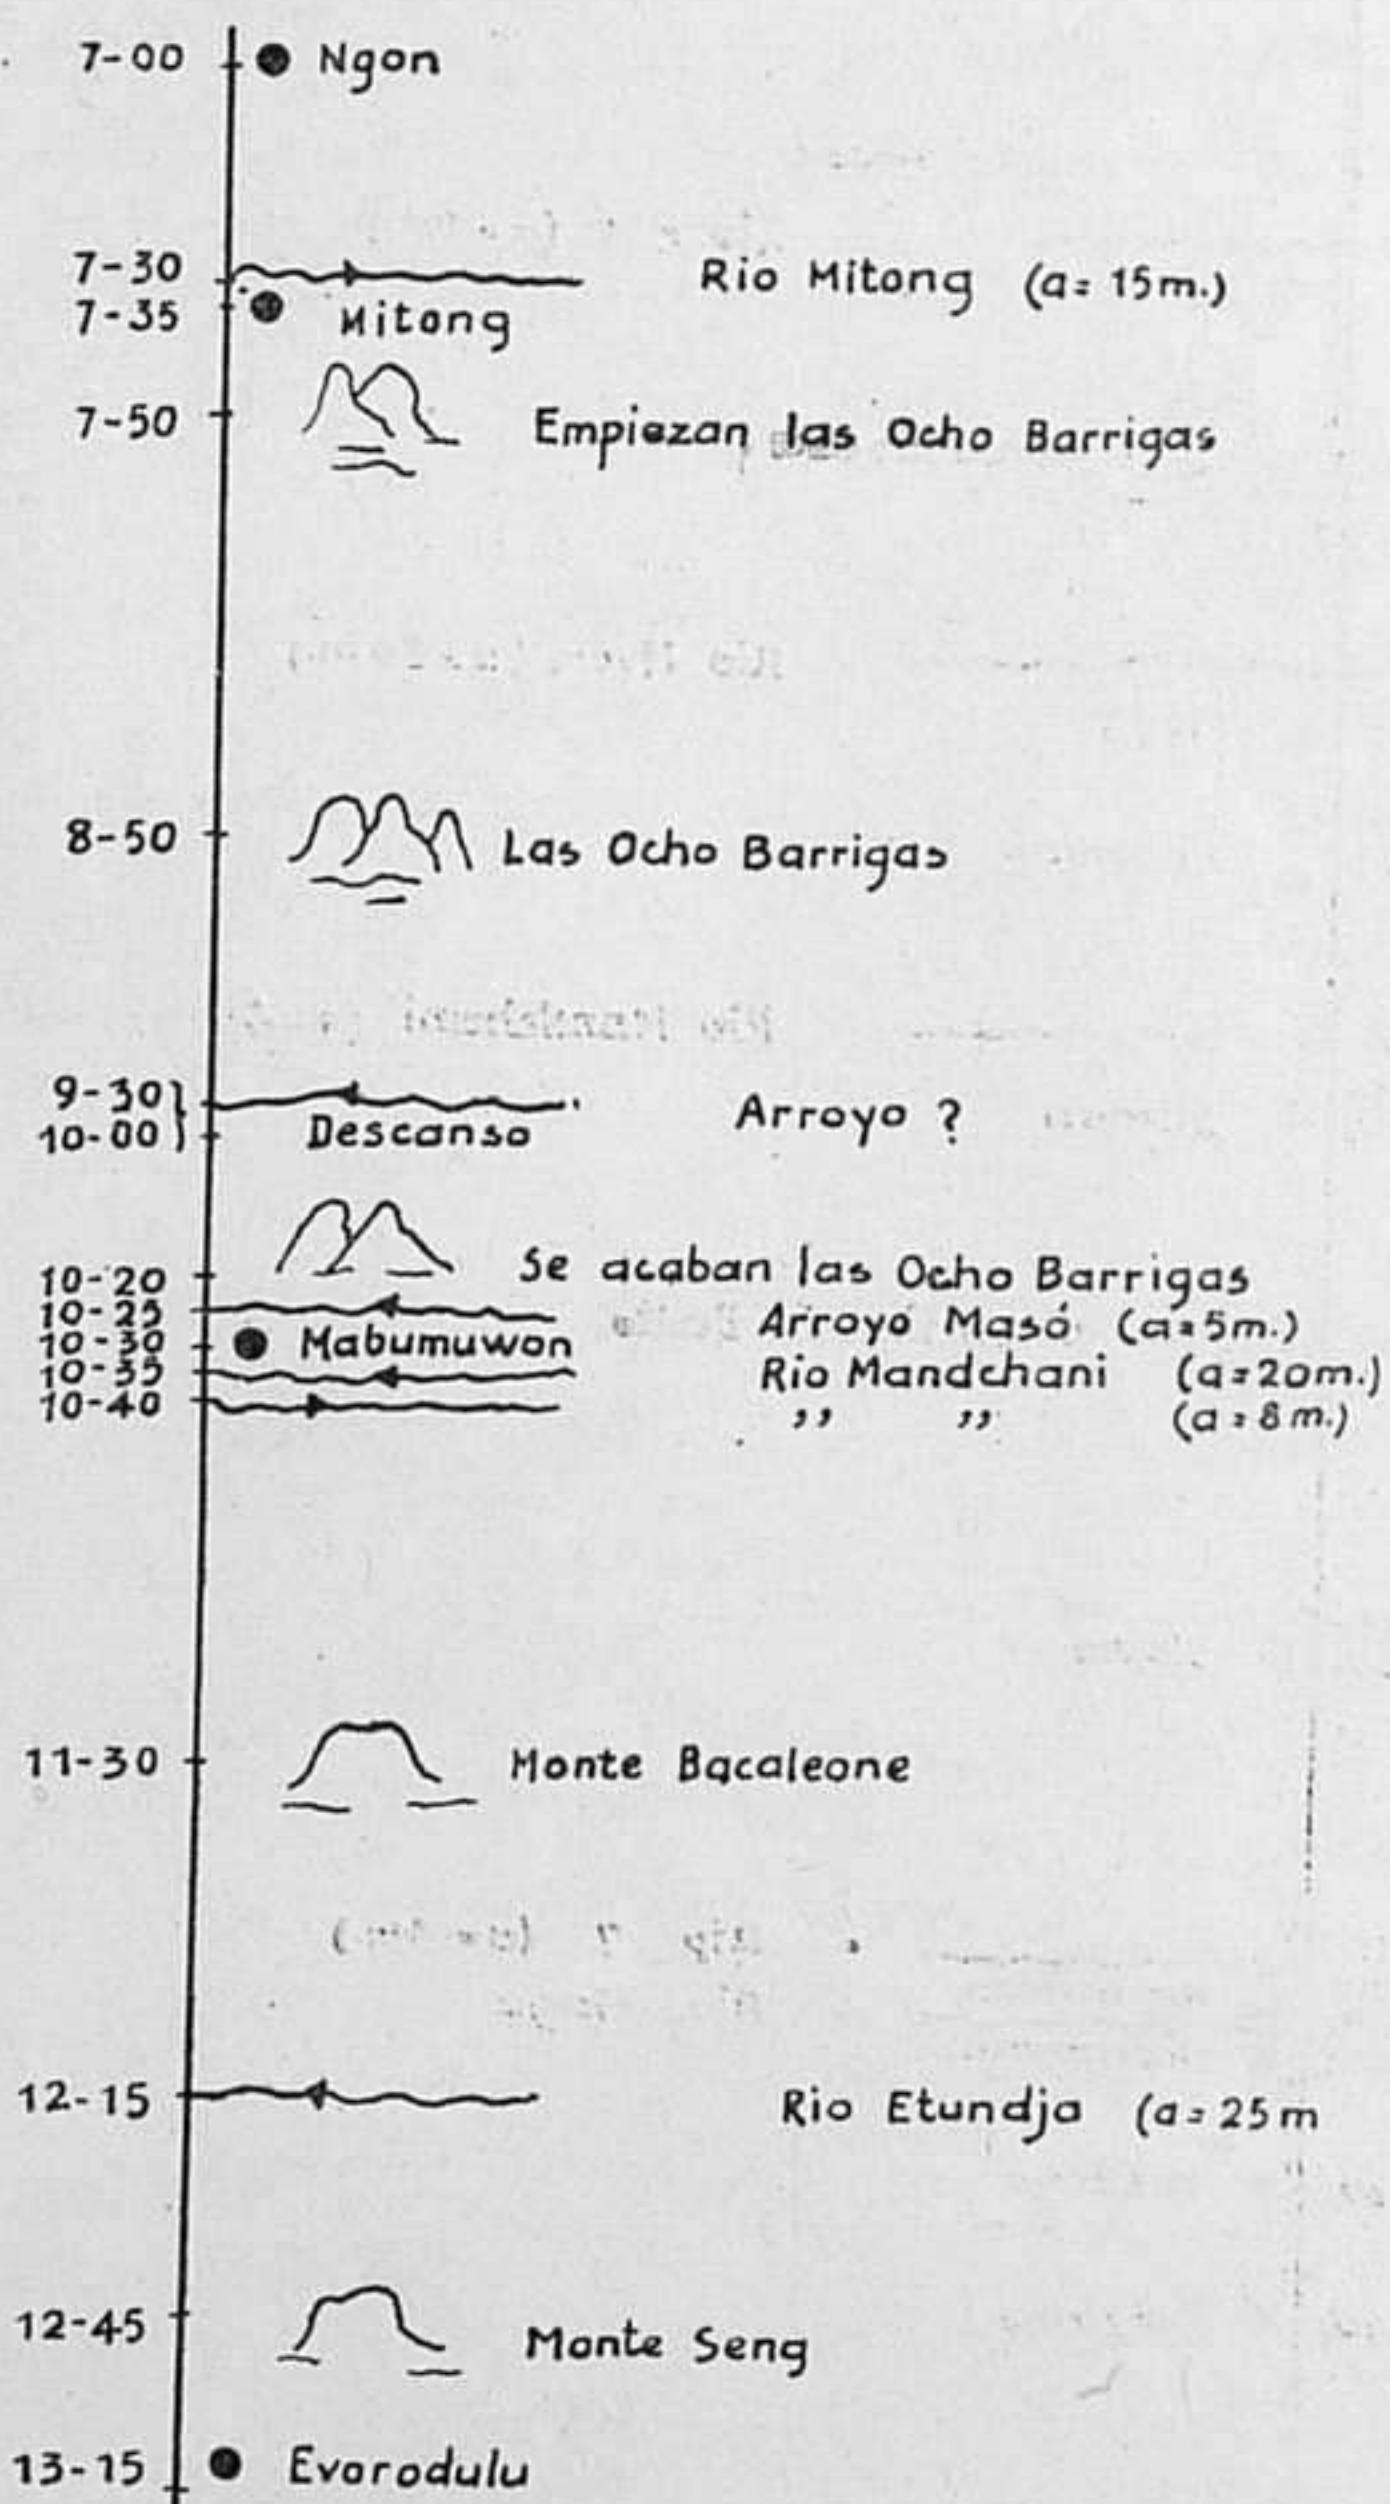 7-00 Ngon
7-30 Rio Mitong (a= 15m.)
7-35 Mitong
7-50 Empiezan las Ocho Barrigas
8-50 Las Ocho Barrigas
9-30 Arroyo ?
10-00 Descanso
10-20 Se acaban las Ocho Barrigas
10-25 Arroyo Masó (a=5m.)
10-30 Mabumuwon
10-35 Rio Mandchani (a=20m.)
10-40 ,, ,, (a=8m.)
11-30 Monte Bacaleone
12-15 Rio Etundja (a=25m
12-45 Monte Seng
13-15 Evorodulu